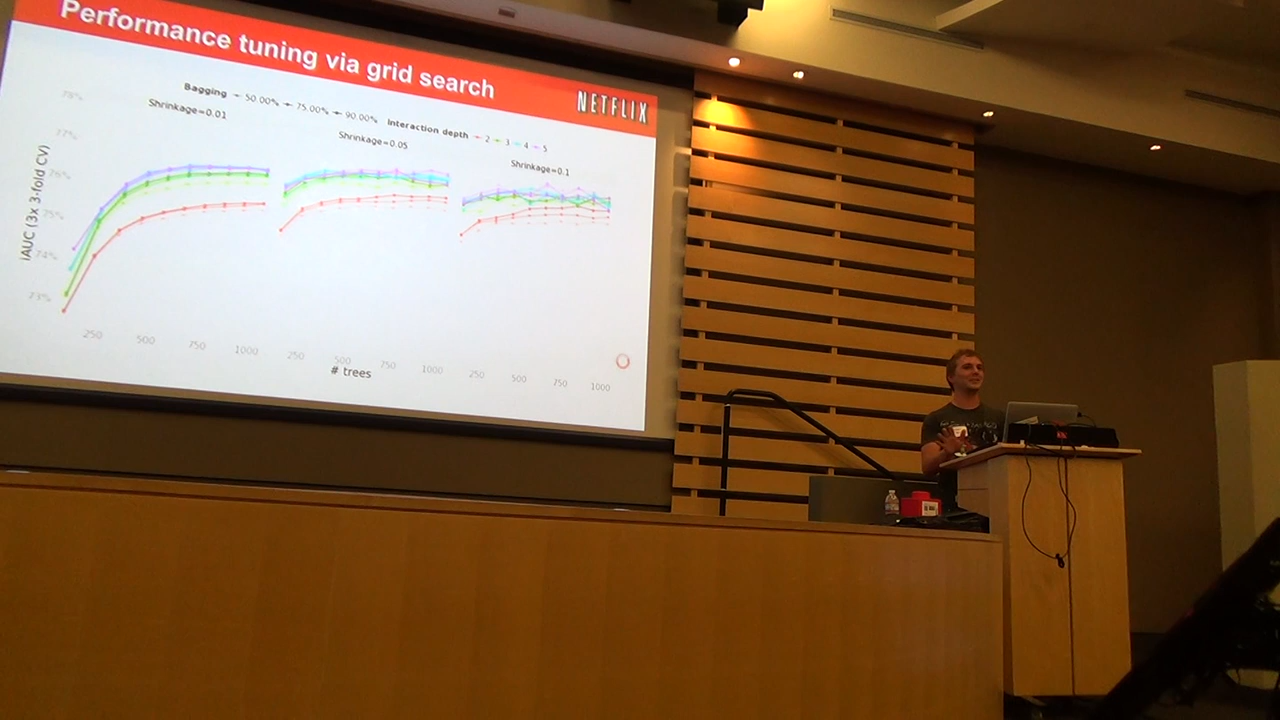 Performance tuning via grid search
NETFLIX
Bagging 50.00% 75.00% 90.00% Interaction depth 2 3 4 5
Shrinkage=0.01
Shrinkage=0.05
Shrinkage=0.1
78%
77%
76%
75%
74%
73%
iAUC (3x 3-fold CV)
250 500 750 1000
250 500 750 1000
250 500 750 1000
# trees